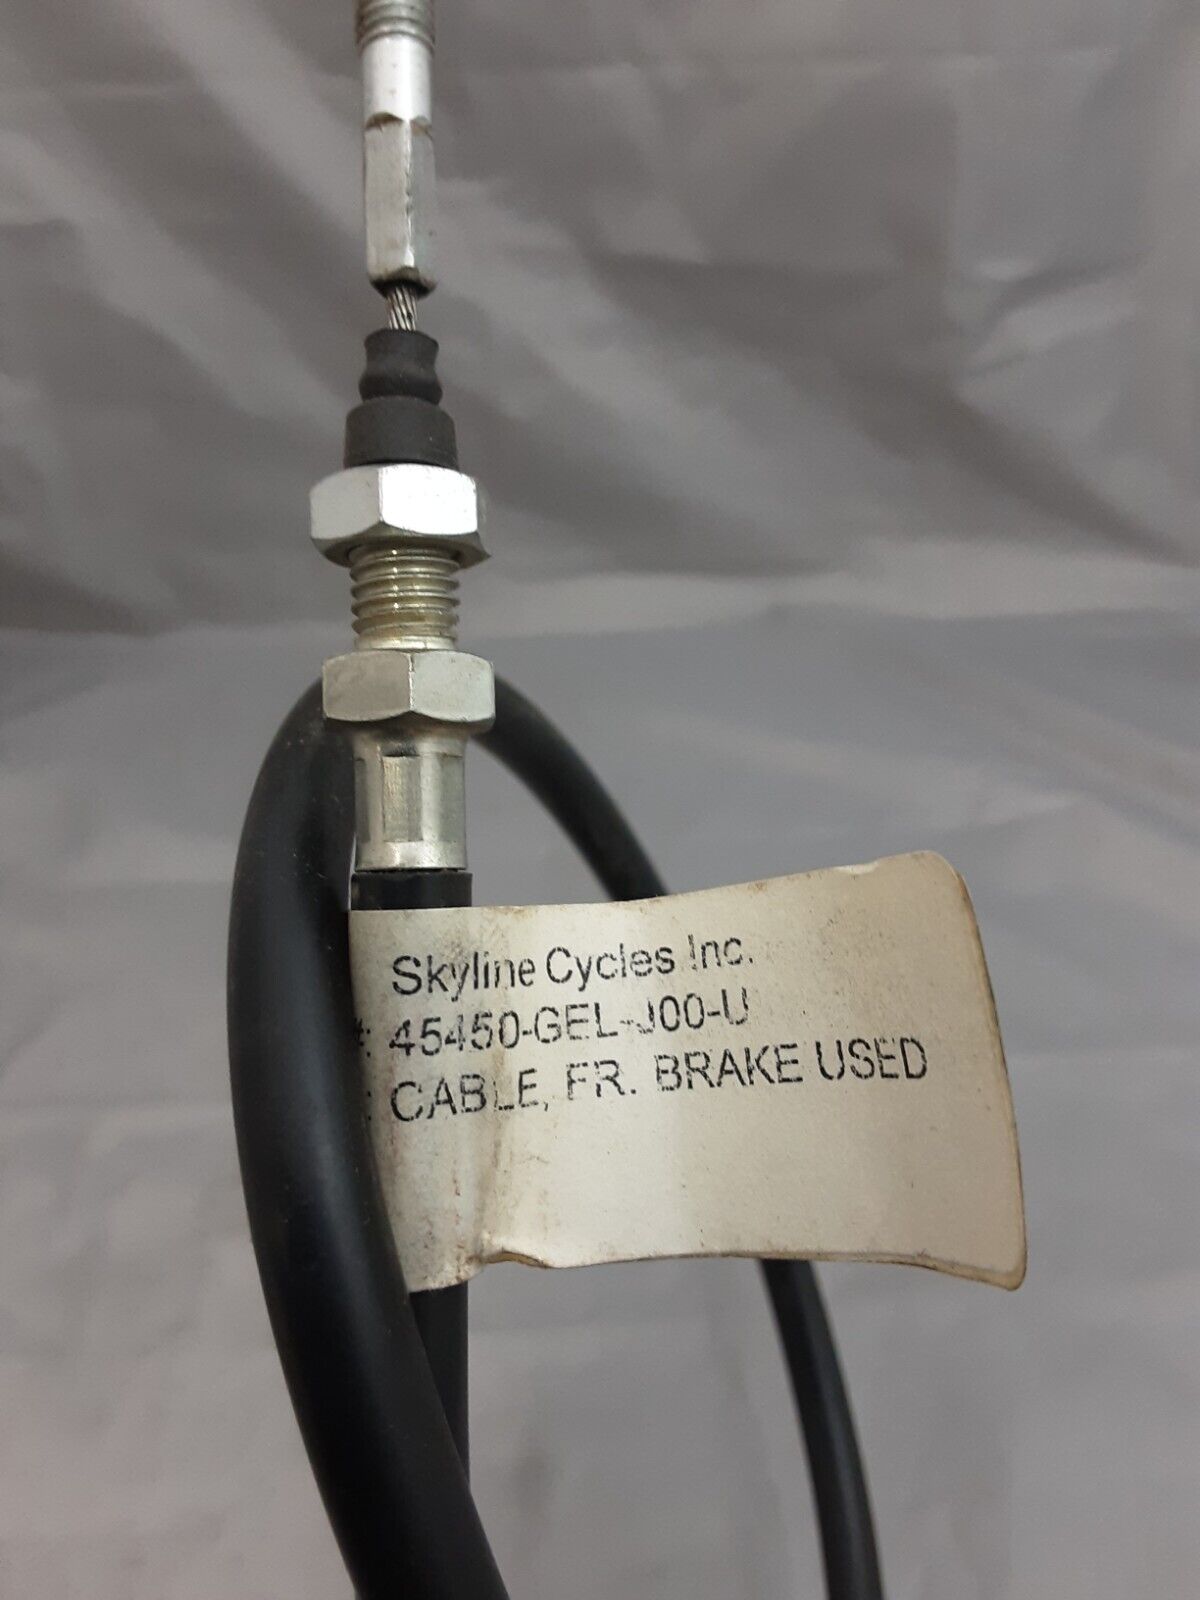 Skyline Cycles Inc.
#: 45450-GEL-J00-U
: CABLE, FR. BRAKE USED